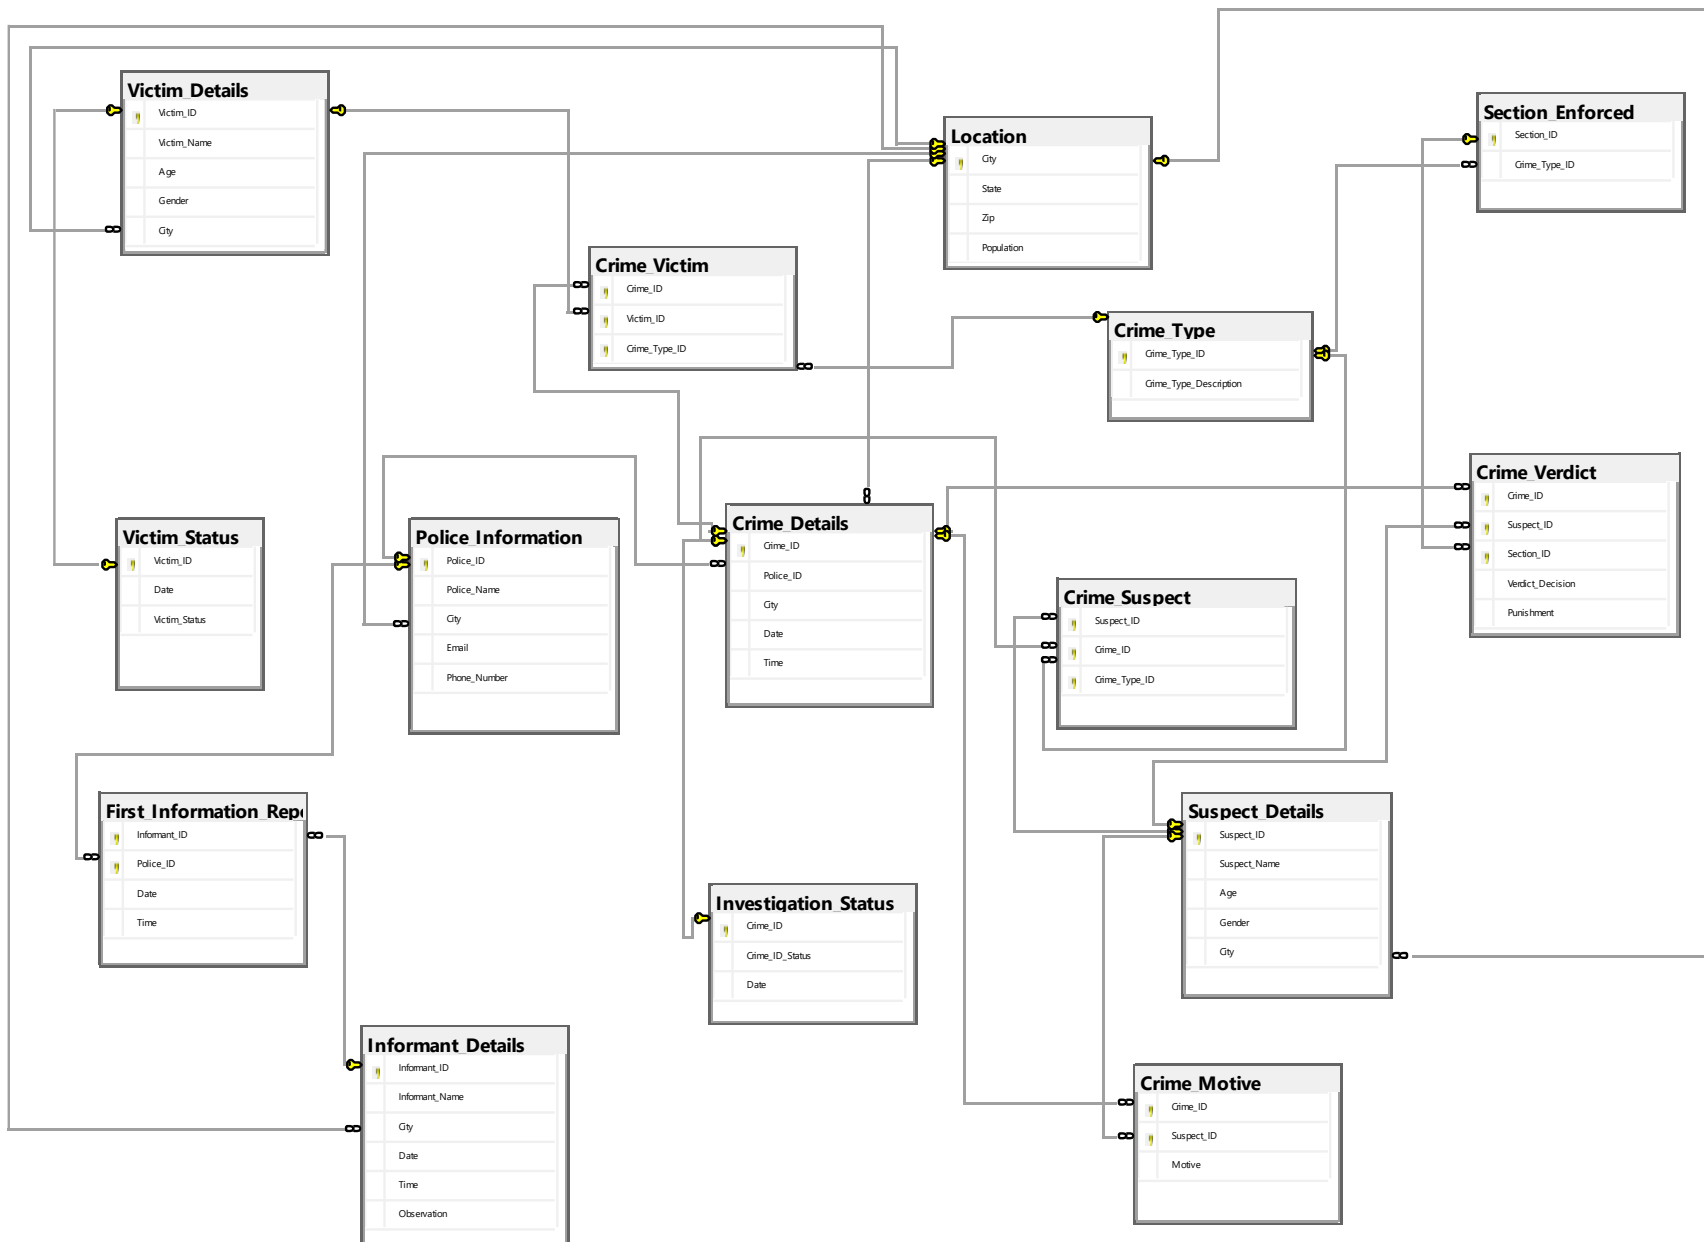 Victim_Details
Victim_ID
Victim_Name
Age
Gender
City
Location
City
State
Zip
Population
Section_Enforced
Section_ID
Crime_Type_ID
Crime_Victim
Crime_ID
Victim_ID
Crime_Type_ID
Crime_Type
Crime_Type_ID
Crime_Type_Description
Crime_Verdict
Crime_ID
Suspect_ID
Section_ID
Verdict_Decision
Punishment
Victim_Status
Victim_ID
Date
Victim_Status
Police_Information
Police_ID
Police_Name
City
Email
Phone_Number
Crime_Details
Crime_ID
Police_ID
City
Date
Time
Crime_Suspect
Suspect_ID
Crime_ID
Crime_Type_ID
First_Information_Repo
Informant_ID
Police_ID
Date
Time
Suspect_Details
Suspect_ID
Suspect_Name
Age
Gender
City
Investigation_Status
Crime_ID
Crime_ID_Status
Date
Informant_Details
Informant_ID
Informant_Name
City
Date
Time
Observation
Crime_Motive
Crime_ID
Suspect_ID
Motive